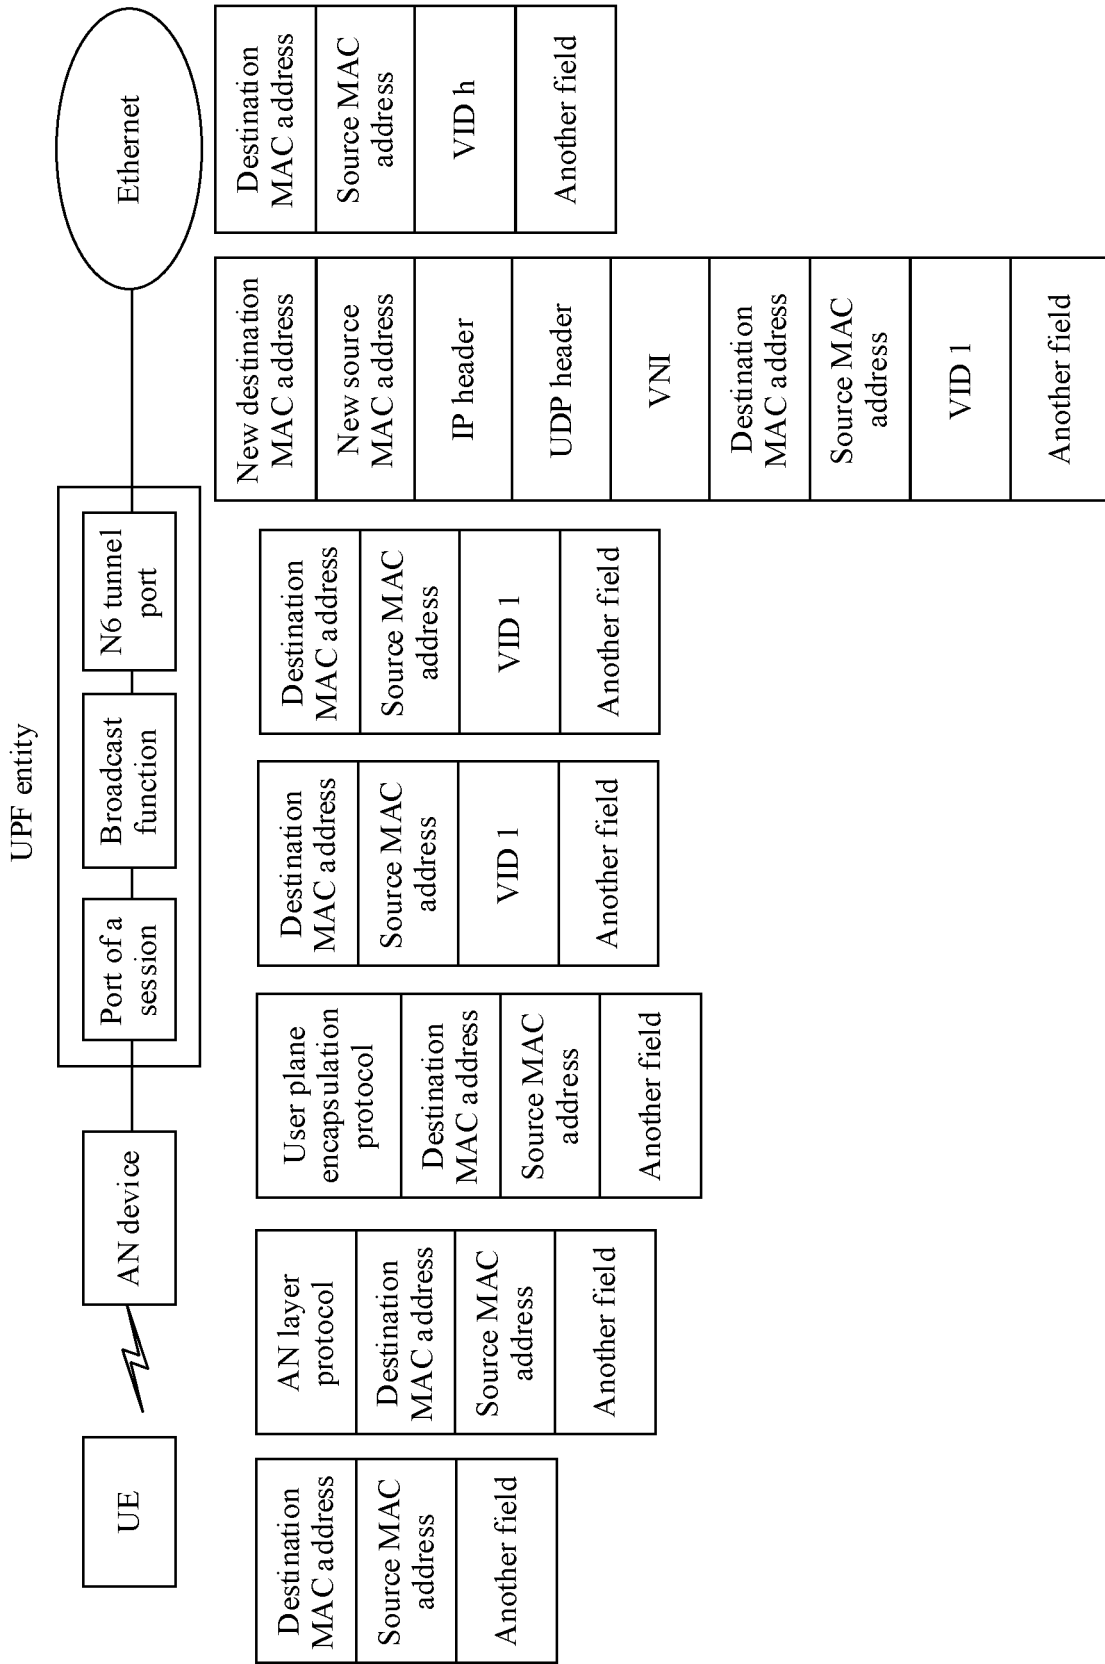 UPF entity
UE
AN device
Port of a
session
Broadcast
function
N6 tunnel
port
Ethernet
Destination
MAC address
Source MAC
address
Another field
AN layer
protocol
Destination
MAC address
Source MAC
address
Another field
User plane
encapsulation
protocol
Destination
MAC address
Source MAC
address
Another field
Destination
MAC address
Source MAC
address
VID 1
Another field
Destination
MAC address
Source MAC
address
VID 1
Another field
New destination
MAC address
New source
MAC address
IP header
UDP header
VNI
Destination
MAC address
Source MAC
address
VID 1
Another field
Destination
MAC address
Source MAC
address
VID h
Another field